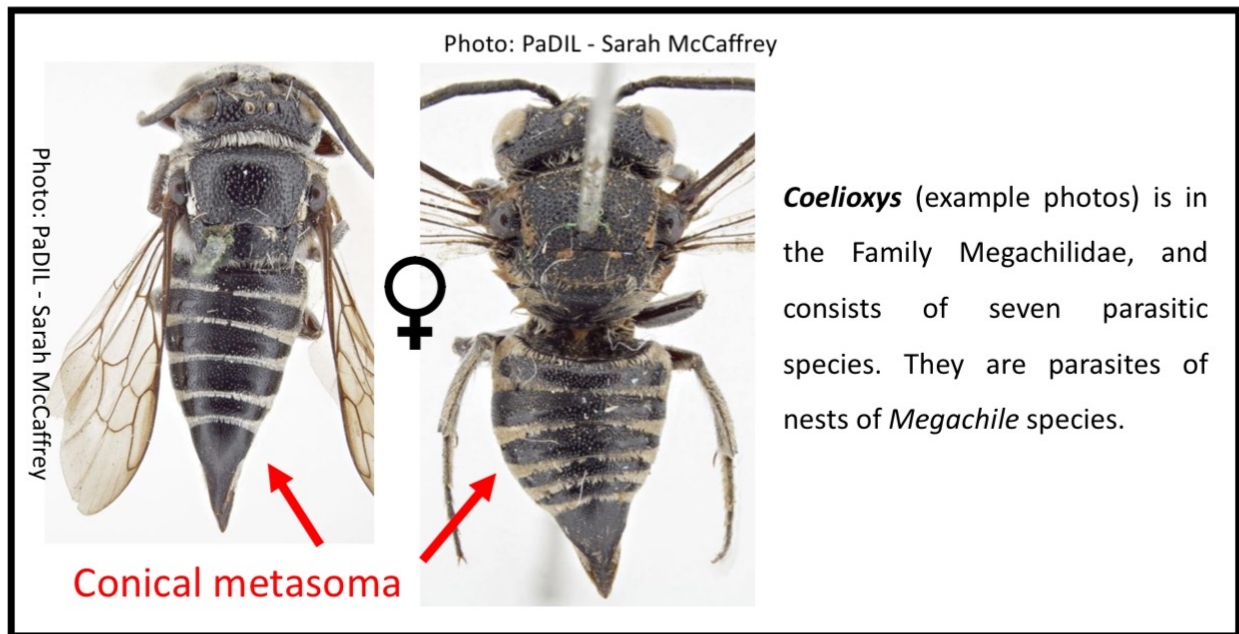 Photo: PaDIL - Sarah McCaffrey
Photo: PaDIL - Sarah McCaffrey
Coelioxys (example photos) is in
the Family Megachilidae, and
consists of seven parasitic
species. They are parasites of
nests of Megachile species.
Conical metasoma